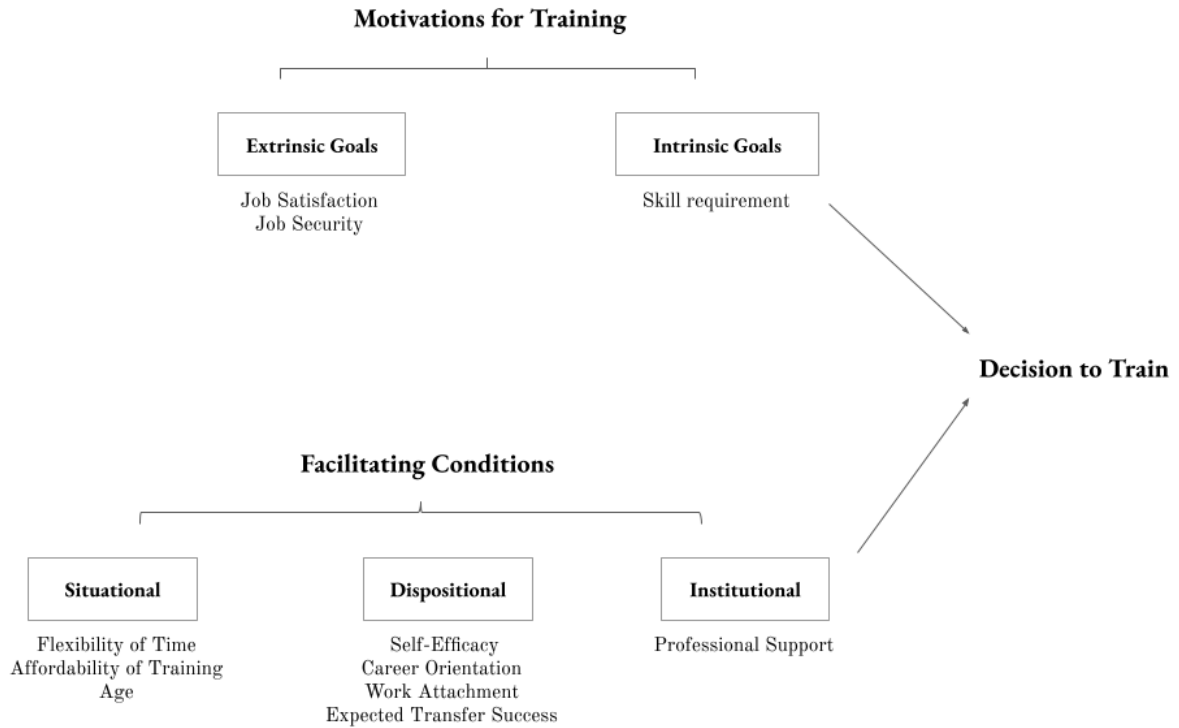 Motivations for Training
Extrinsic Goals
Job Satisfaction
Job Security
Intrinsic Goals
Skill requirement
Decision to Train
Facilitating Conditions
Situational
Flexibility of Time
Affordability of Training
Age
Dispositional
Self-Efficacy
Career Orientation
Work Attachment
Expected Transfer Success
Institutional
Professional Support